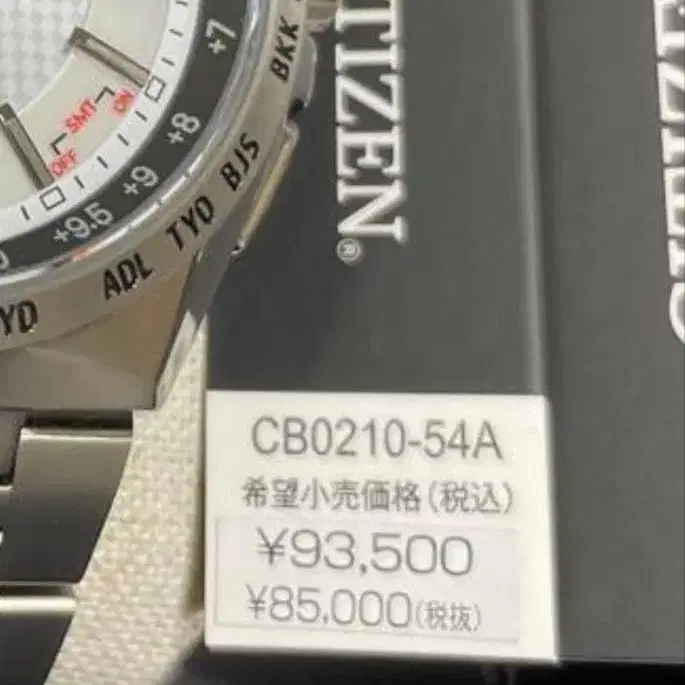 +7
+8
+9
+9.5
ON
SMT
OFF
BKK
BJS
TYO
ADL
YD
TIZEN®
CITIZE
CB0210-54A
希望小売価格(税込)
¥93,500
¥85,000(税抜)